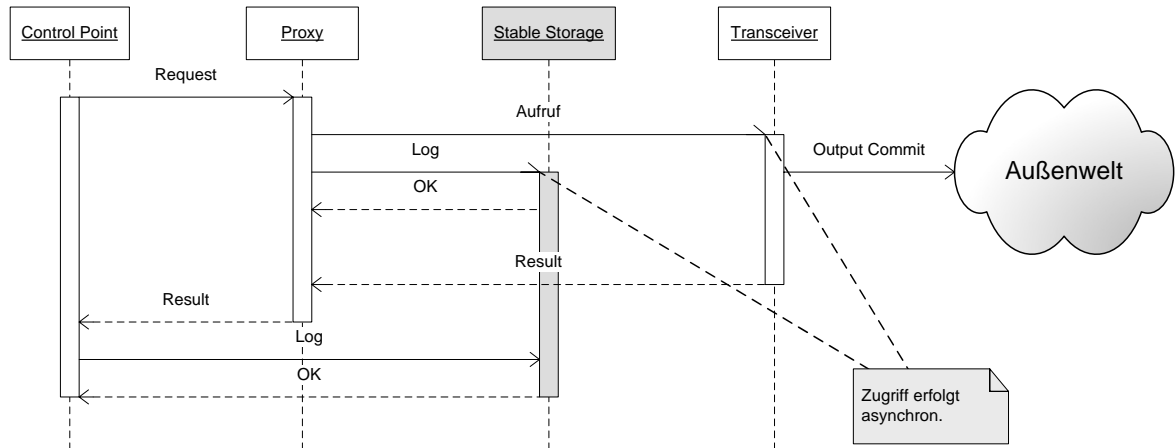 Control Point
Proxy
Stable Storage
Transceiver
Request
Aufruf
Log
Output Commit
Außenwelt
OK
Result
Result
Log
OK
Zugriff erfolgt
asynchron.